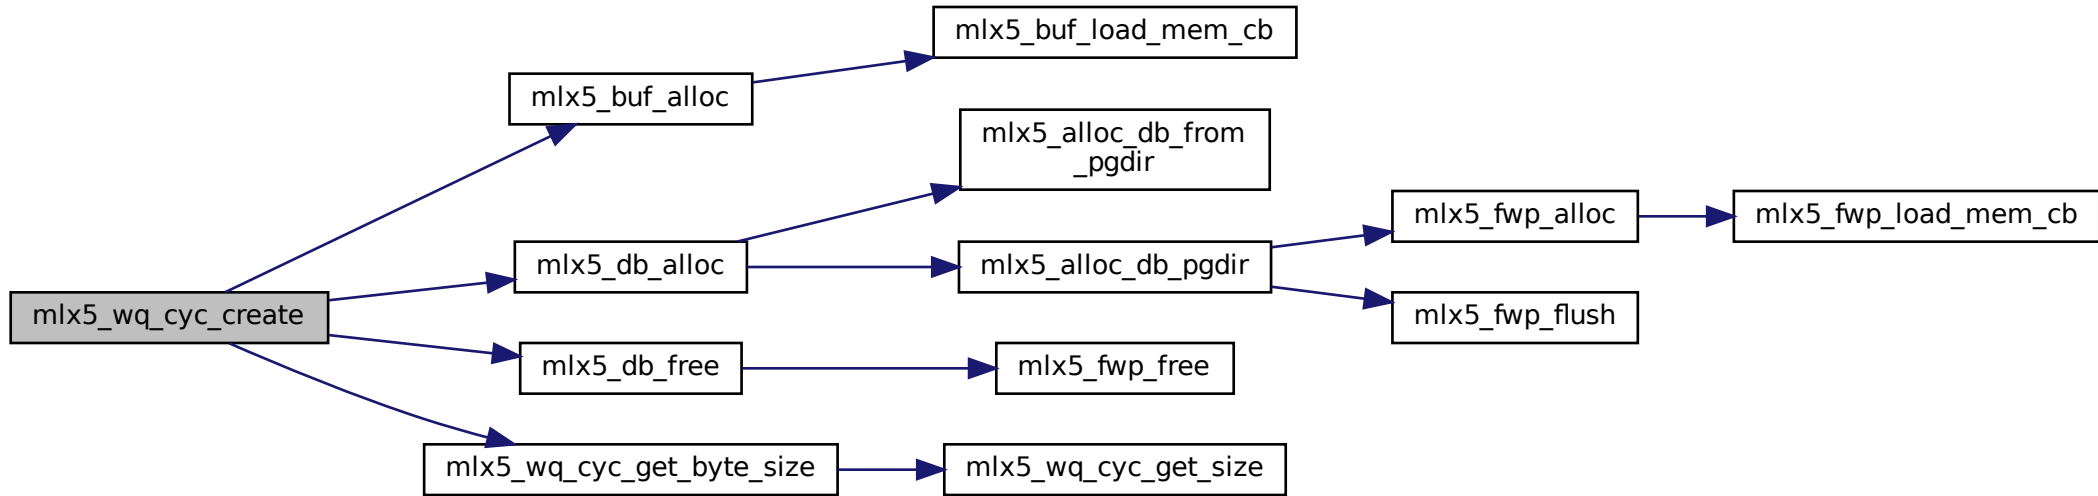 mlx5_buf_load_mem_cb
mlx5_buf_alloc
mlx5_alloc_db_from
_pgdir
mlx5_fwp_alloc
mlx5_fwp_load_mem_cb
mlx5_db_alloc
mlx5_alloc_db_pgdir
mlx5_wq_cyc_create
mlx5_fwp_flush
mlx5_db_free
mlx5_fwp_free
mlx5_wq_cyc_get_byte_size
mlx5_wq_cyc_get_size